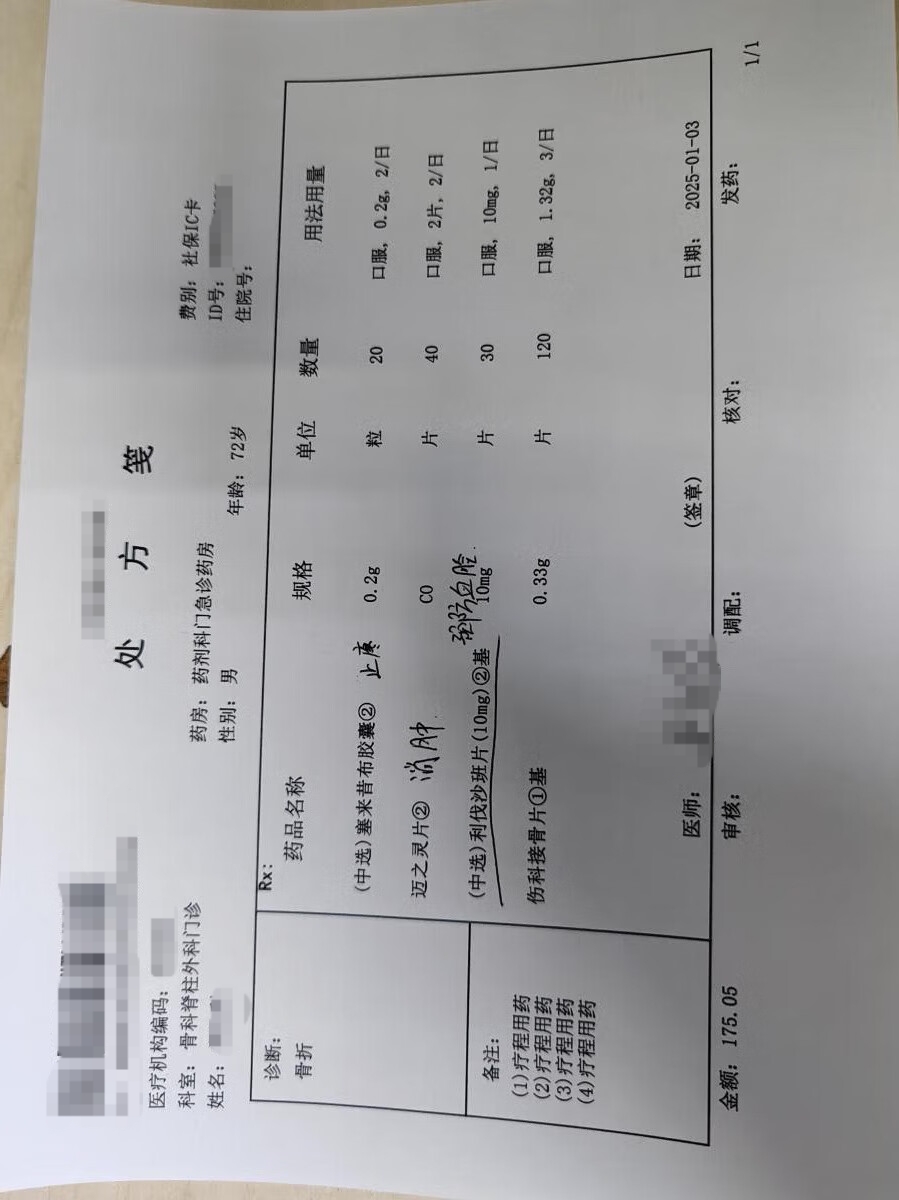 处 方 笺
医疗机构编码：
费别：社保IC卡
科室：骨科脊柱外科门诊 药房：药剂科门急诊药房 ID号：
姓名： 性别：男 年龄：72岁 住院号：
诊断：
骨折
Rx：
药品名称 规格 单位 数量 用法用量
(中选)塞来昔布胶囊② 止疼 0.2g 粒 20 口服, 0.2g, 2/日
迈之灵片② 消肿. CO 片 40 口服, 2片, 2/日
(中选)利伐沙班片(10mg)②基 防血栓. 10mg 片 30 口服, 10mg, 1/日
伤科接骨片①基 0.33g 片 120 口服, 1.32g, 3/日
备注：
(1)疗程用药
(2)疗程用药
(3)疗程用药
(4)疗程用药
医师： (签章) 日期： 2025-01-03
金额：175.05 审核： 调配： 核对： 发药：
1/1